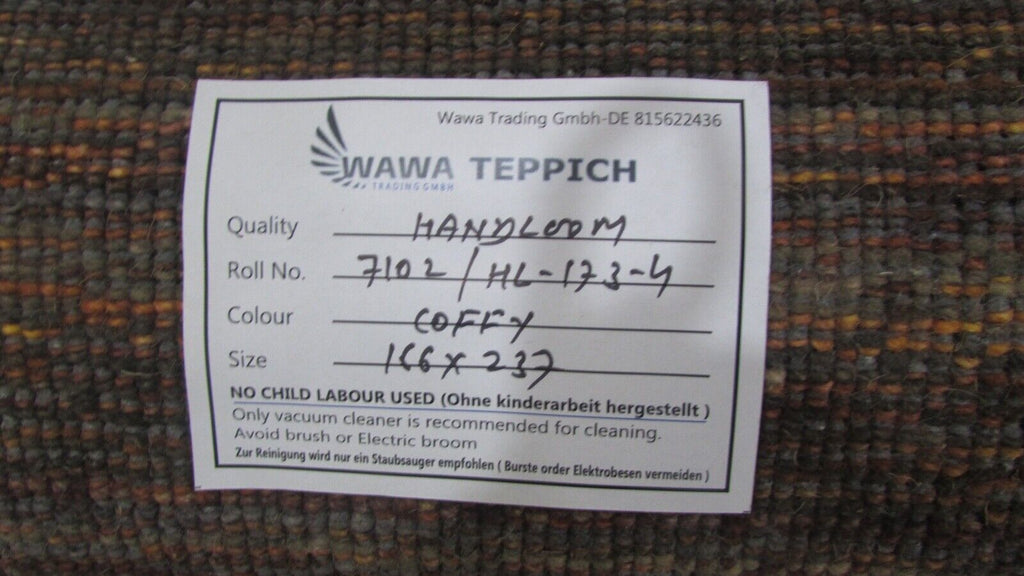 Wawa Trading Gmbh-DE 815622436
WAWA TEPPICH
TRADING GMBH
Quality HANDLOOM
Roll No. 7102 / HL-173-4
Colour COFFY
Size 166 x 237
NO CHILD LABOUR USED (Ohne kinderarbeit hergestellt )
Only vacuum cleaner is recommended for cleaning.
Avoid brush or Electric broom
Zur Reinigung wird nur ein Staubsauger empfohlen ( Burste order Elektrobesen vermeiden )